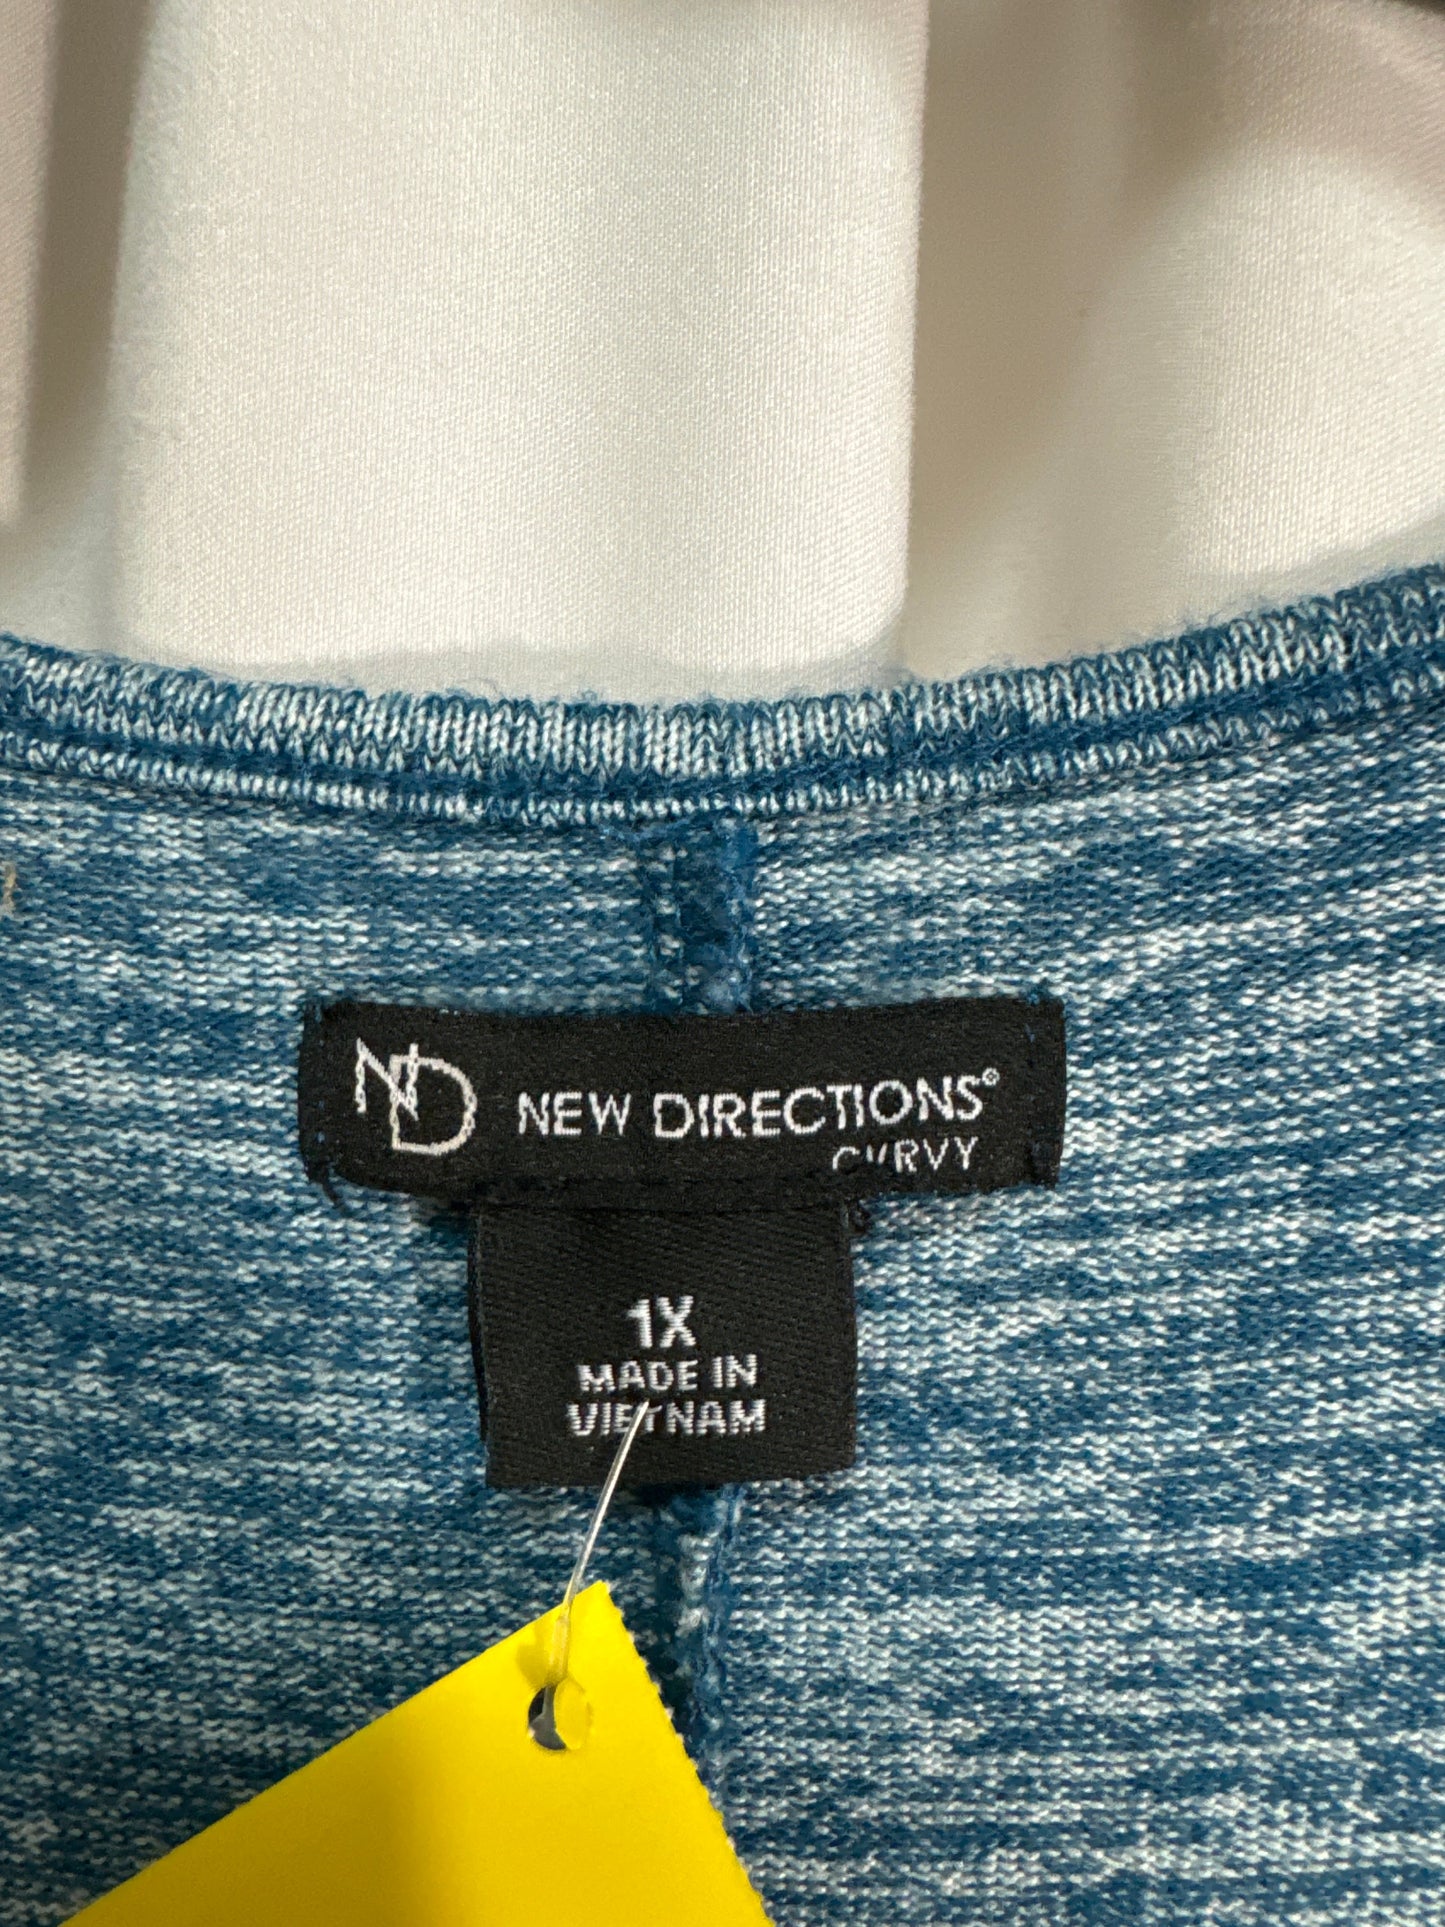 ND NEW DIRECTIONS®
CURVY
1X
MADE IN
VIETNAM